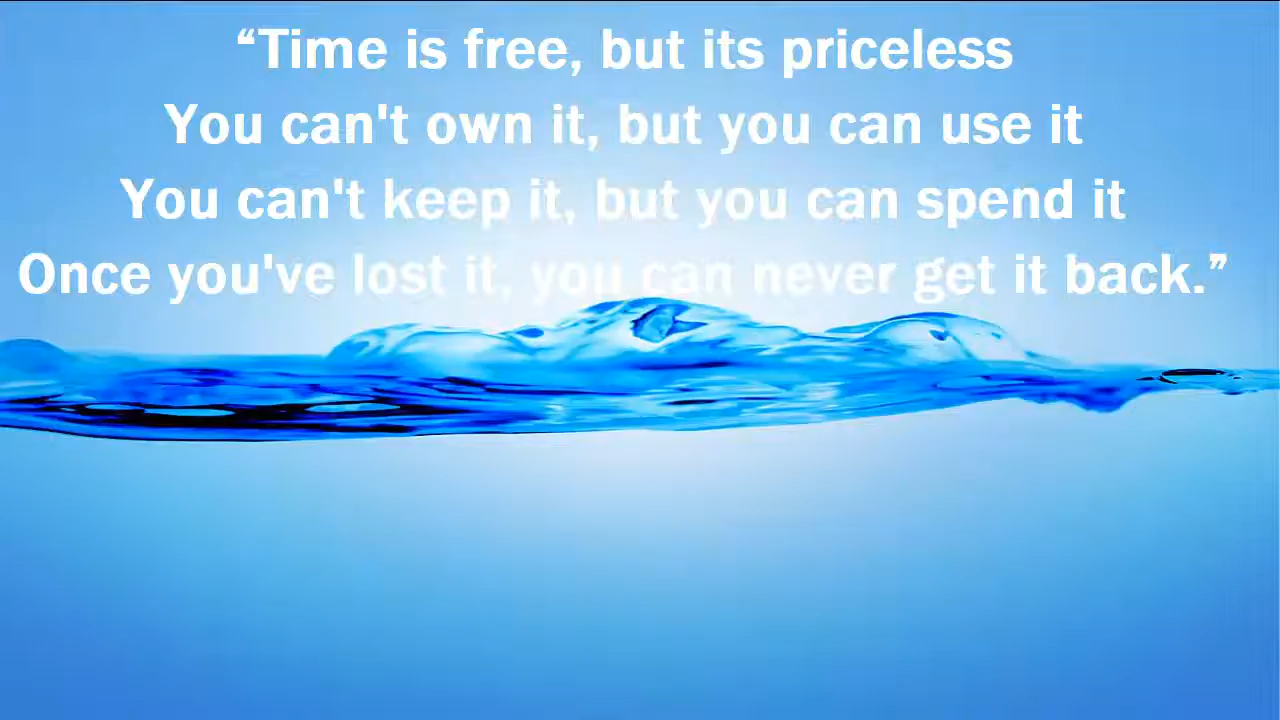 “Time is free, but its priceless
You can't own it, but you can use it
You can't keep it, but you can spend it
Once you've lost it, you can never get it back.”